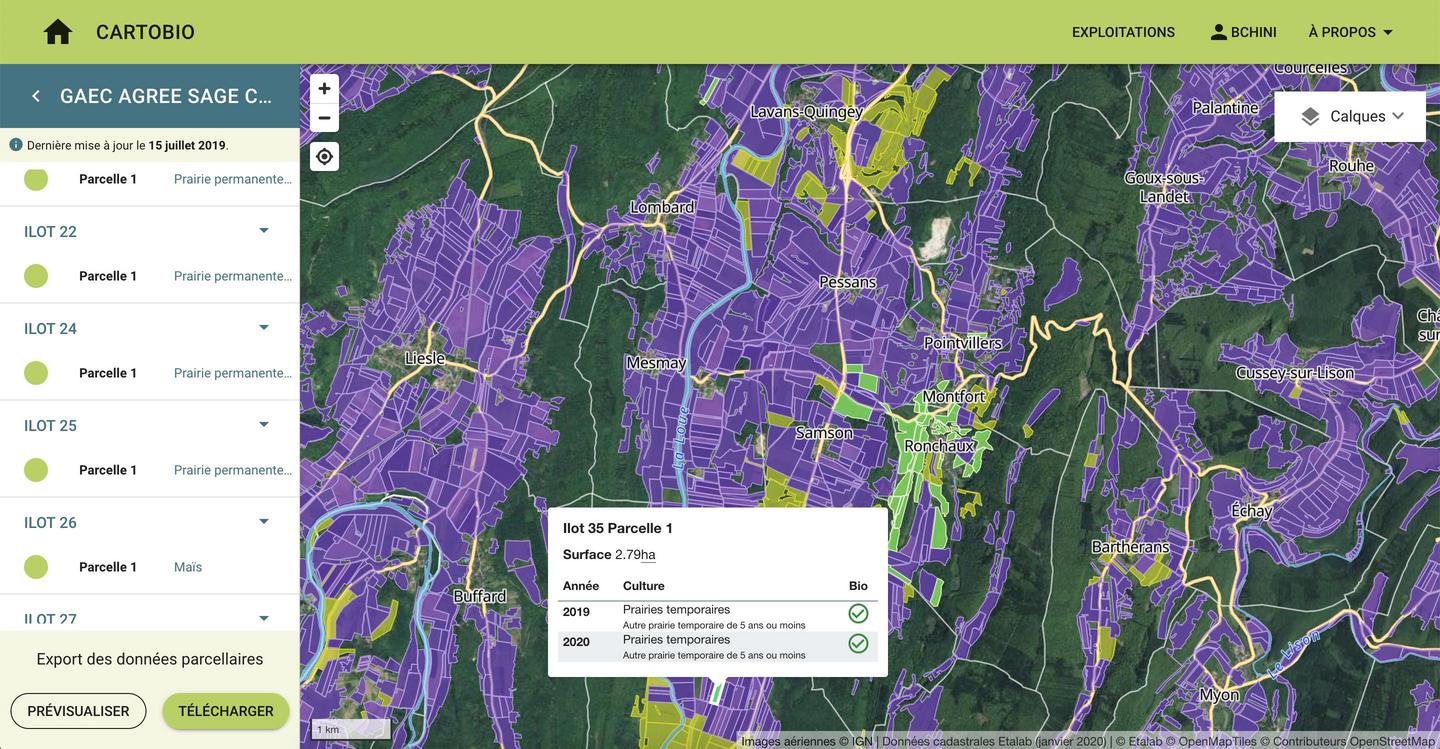 CARTOBIO
EXPLOITATIONS
BCHINI
À PROPOS
GAEC AGREE SAGE C...
Dernière mise à jour le 15 juillet 2019.
Parcelle 1 Prairie permanente...
ILOT 22
Parcelle 1 Prairie permanente...
ILOT 24
Parcelle 1 Prairie permanente...
ILOT 25
Parcelle 1 Prairie permanente...
ILOT 26
Parcelle 1 Maïs
ILOT 27
Export des données parcellaires
PRÉVISUALISER
TÉLÉCHARGER
Calques
Courcelles
Lavans-Quingey
Palantine
Rouhe
Goux-sous-
Landet
Lombard
Pessans
Pointvillers
Liesle
Mesmay
Cussey-sur-Lison
Montfort
La Loue
Samson
Ronchaux
Échay
Bartherans
Buffard
Le Lison
Myon
Ilot 35 Parcelle 1
Surface 2.79ha
Année Culture Bio
2019 Prairies temporaires
Autre prairie temporaire de 5 ans ou moins
2020 Prairies temporaires
Autre prairie temporaire de 5 ans ou moins
1 km
Images aériennes © IGN | Données cadastrales Etalab (janvier 2020) | © Etalab © OpenMapTiles © Contributeurs OpenStreetMap